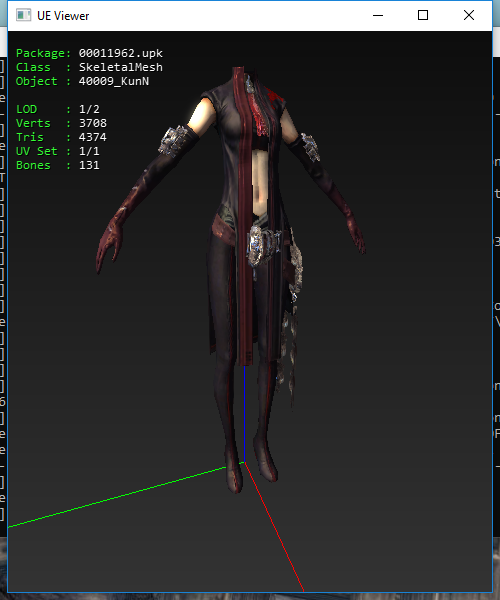 UE Viewer
Package: 00011962.upk
Class : SkeletalMesh
Object : 40009_KunN
LOD : 1/2
Verts : 3708
Tris : 4374
UV Set : 1/1
Bones : 131